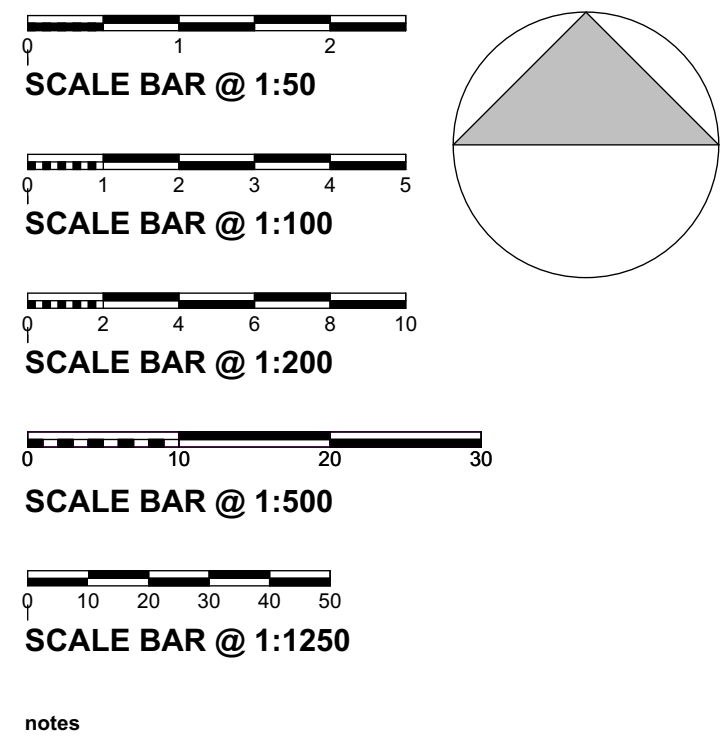 0 1 2
SCALE BAR @ 1:50
0 1 2 3 4 5
SCALE BAR @ 1:100
0 2 4 6 8 10
SCALE BAR @ 1:200
0 10 20 30
SCALE BAR @ 1:500
0 10 20 30 40 50
SCALE BAR @ 1:1250
notes